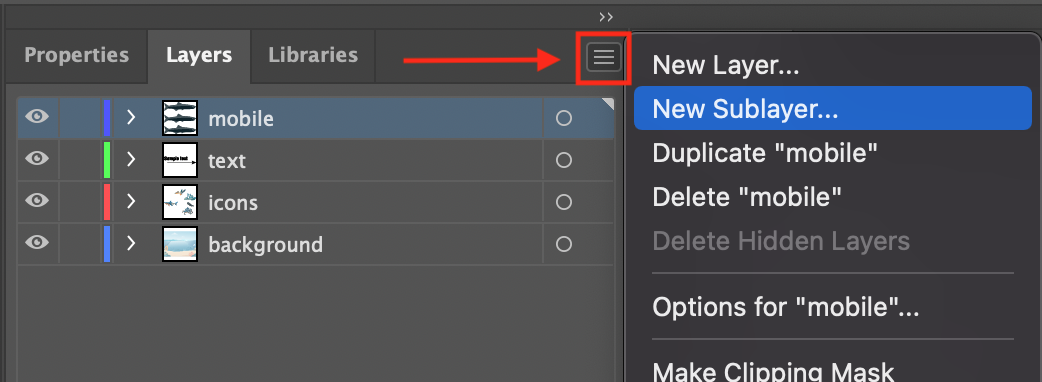 Properties
Layers
Libraries
mobile
text
icons
background
New Layer...
New Sublayer...
Duplicate "mobile"
Delete "mobile"
Delete Hidden Layers
Options for "mobile"...
Make Clipping Mask